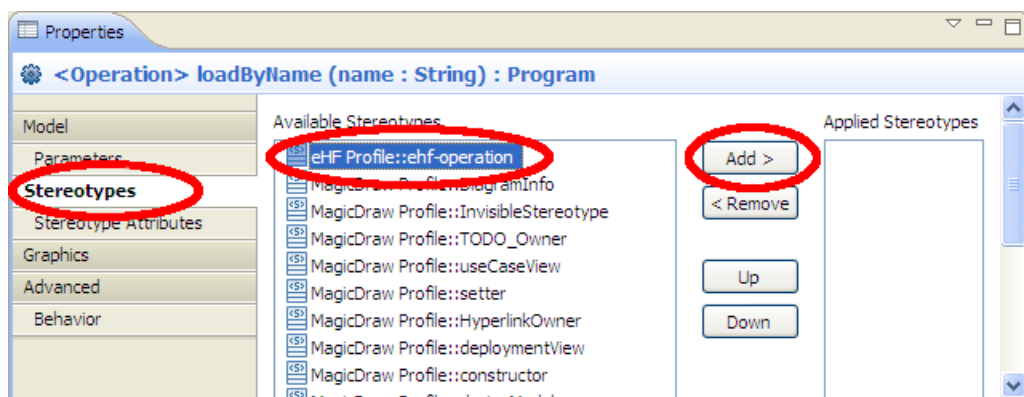 Properties
<Operation> loadByName (name : String) : Program
Model
Parameters
Stereotypes
Stereotype Attributes
Graphics
Advanced
Behavior
Available Stereotypes
eHF Profile::ehf-operation
MagicDraw Profile::DiagramInfo
MagicDraw Profile::InvisibleStereotype
MagicDraw Profile::TODO_Owner
MagicDraw Profile::useCaseView
MagicDraw Profile::setter
MagicDraw Profile::HyperlinkOwner
MagicDraw Profile::deploymentView
MagicDraw Profile::constructor
Add >
< Remove
Up
Down
Applied Stereotypes